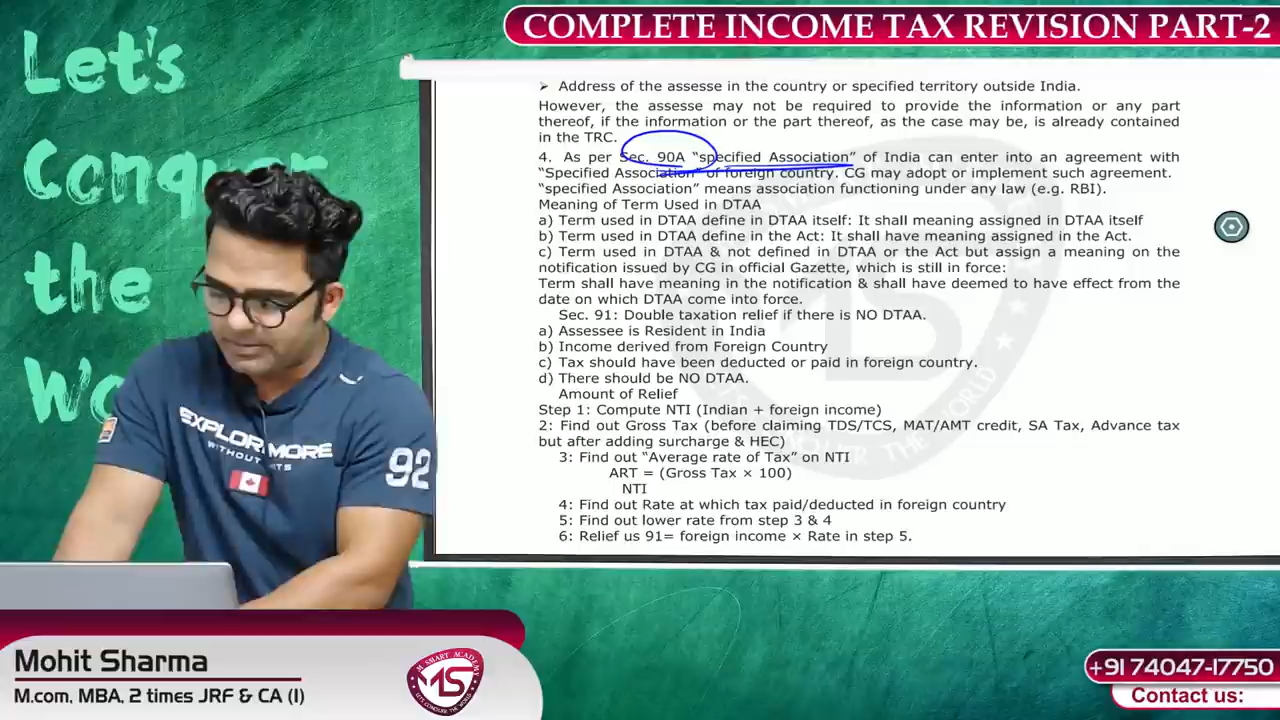 COMPLETE INCOME TAX REVISION PART-2
Let's
Conquer
the
Wo
➢ Address of the assesse in the country or specified territory outside India.
However, the assesse may not be required to provide the information or any part
thereof, if the information or the part thereof, as the case may be, is already contained
in the TRC.
4. As per Sec. 90A "specified Association" of India can enter into an agreement with
"Specified Association" of foreign country. CG may adopt or implement such agreement.
"specified Association" means association functioning under any law (e.g. RBI).
Meaning of Term Used in DTAA
a) Term used in DTAA define in DTAA itself: It shall meaning assigned in DTAA itself
b) Term used in DTAA define in the Act: It shall have meaning assigned in the Act.
c) Term used in DTAA & not defined in DTAA or the Act but assign a meaning on the
notification issued by CG in official Gazette, which is still in force:
Term shall have meaning in the notification & shall have deemed to have effect from the
date on which DTAA come into force.
Sec. 91: Double taxation relief if there is NO DTAA.
a) Assessee is Resident in India
b) Income derived from Foreign Country
c) Tax should have been deducted or paid in foreign country.
d) There should be NO DTAA.
Amount of Relief
Step 1: Compute NTI (Indian + foreign income)
2: Find out Gross Tax (before claiming TDS/TCS, MAT/AMT credit, SA Tax, Advance tax
but after adding surcharge & HEC)
3: Find out "Average rate of Tax" on NTI
ART = (Gross Tax × 100)
NTI
4: Find out Rate at which tax paid/deducted in foreign country
5: Find out lower rate from step 3 & 4
6: Relief us 91= foreign income × Rate in step 5.
EXPLOR MORE
WITHOUT
92
Mohit Sharma
M.com, MBA, 2 times JRF & CA (I)
MS
+91 74047-17750
Contact us: